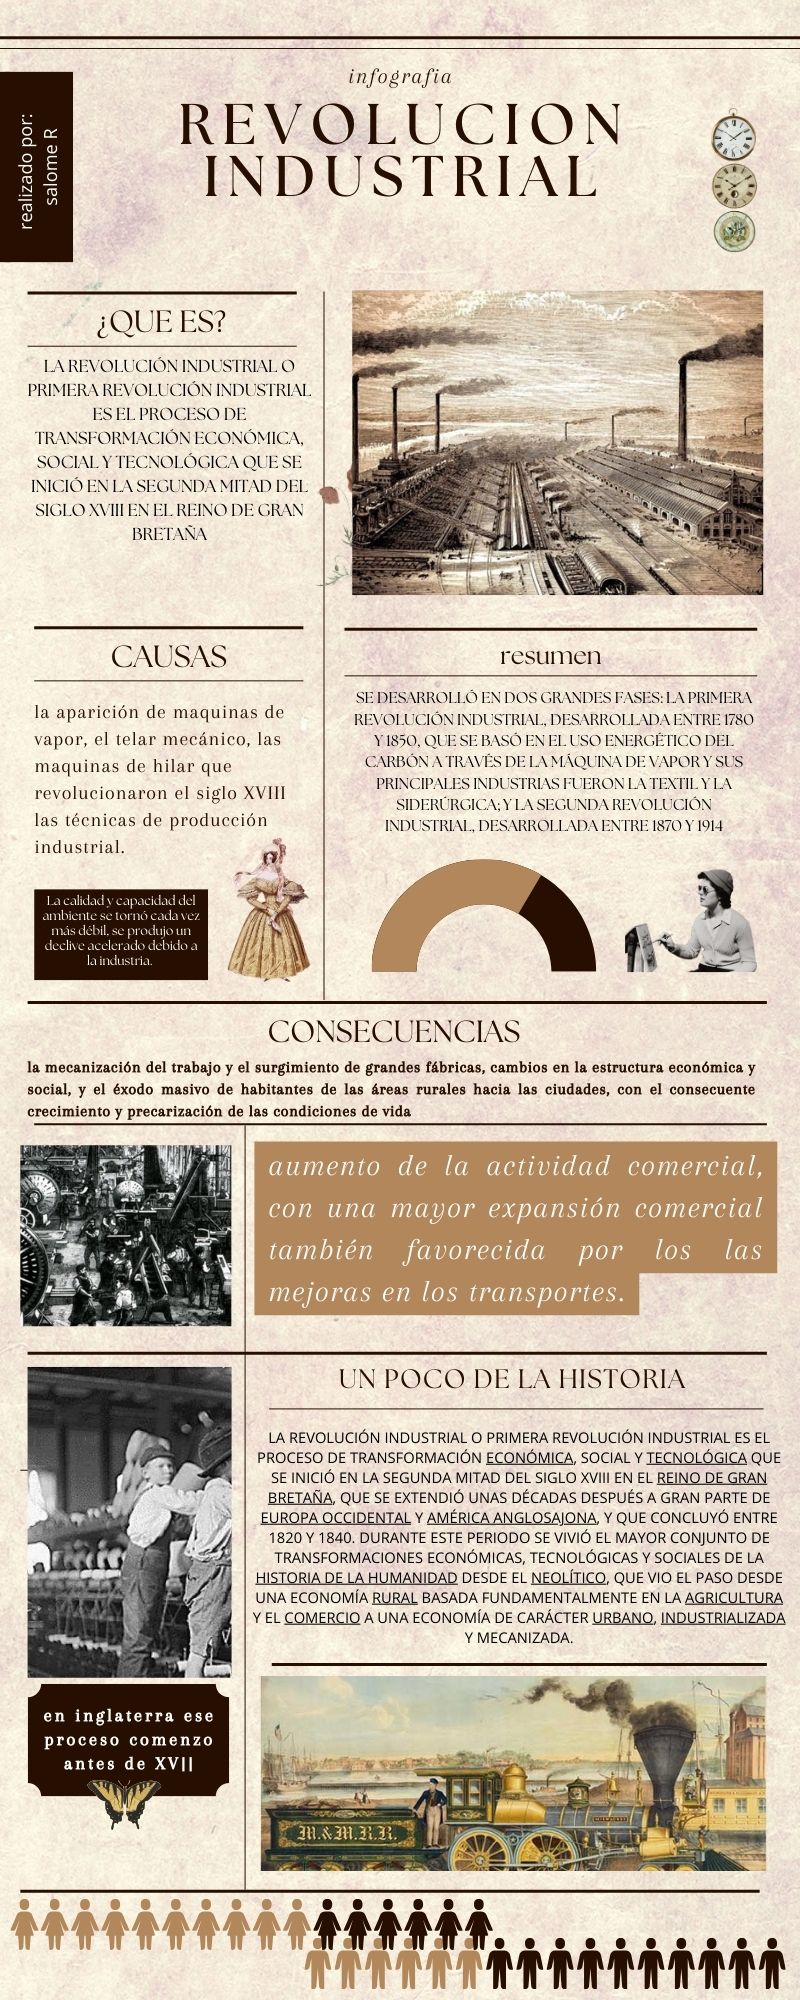 infografia
REVOLUCION
INDUSTRIAL
realizado por:
salome R
¿QUE ES?
LA REVOLUCIÓN INDUSTRIAL O
PRIMERA REVOLUCIÓN INDUSTRIAL
ES EL PROCESO DE
TRANSFORMACIÓN ECONÓMICA,
SOCIAL Y TECNOLÓGICA QUE SE
INICIÓ EN LA SEGUNDA MITAD DEL
SIGLO XVIII EN EL REINO DE GRAN
BRETAÑA
CAUSAS
la aparición de maquinas de
vapor, el telar mecánico, las
maquinas de hilar que
revolucionaron el siglo XVIII
las técnicas de producción
industrial.
La calidad y capacidad del
ambiente se tornó cada vez
más débil, se produjo un
declive acelerado debido a
la industria.
resumen
SE DESARROLLÓ EN DOS GRANDES FASES: LA PRIMERA
REVOLUCIÓN INDUSTRIAL, DESARROLLADA ENTRE 1780
Y 1850, QUE SE BASÓ EN EL USO ENERGÉTICO DEL
CARBÓN A TRAVÉS DE LA MÁQUINA DE VAPOR Y SUS
PRINCIPALES INDUSTRIAS FUERON LA TEXTIL Y LA
SIDERÚRGICA; Y LA SEGUNDA REVOLUCIÓN
INDUSTRIAL, DESARROLLADA ENTRE 1870 Y 1914
CONSECUENCIAS
la mecanización del trabajo y el surgimiento de grandes fábricas, cambios en la estructura económica y
social, y el éxodo masivo de habitantes de las áreas rurales hacia las ciudades, con el consecuente
crecimiento y precarización de las condiciones de vida
aumento de la actividad comercial,
con una mayor expansión comercial
también favorecida por los las
mejoras en los transportes.
UN POCO DE LA HISTORIA
LA REVOLUCIÓN INDUSTRIAL O PRIMERA REVOLUCIÓN INDUSTRIAL ES EL
PROCESO DE TRANSFORMACIÓN ECONÓMICA, SOCIAL Y TECNOLÓGICA QUE
SE INICIÓ EN LA SEGUNDA MITAD DEL SIGLO XVIII EN EL REINO DE GRAN
BRETAÑA, QUE SE EXTENDIÓ UNAS DÉCADAS DESPUÉS A GRAN PARTE DE
EUROPA OCCIDENTAL Y AMÉRICA ANGLOSAJONA, Y QUE CONCLUYÓ ENTRE
1820 Y 1840. DURANTE ESTE PERIODO SE VIVIÓ EL MAYOR CONJUNTO DE
TRANSFORMACIONES ECONÓMICAS, TECNOLÓGICAS Y SOCIALES DE LA
HISTORIA DE LA HUMANIDAD DESDE EL NEOLÍTICO, QUE VIO EL PASO DESDE
UNA ECONOMÍA RURAL BASADA FUNDAMENTALMENTE EN LA AGRICULTURA
Y EL COMERCIO A UNA ECONOMÍA DE CARÁCTER URBANO, INDUSTRIALIZADA
Y MECANIZADA.
en inglaterra ese
proceso comenzo
antes de XV||
M.&M.R.R.